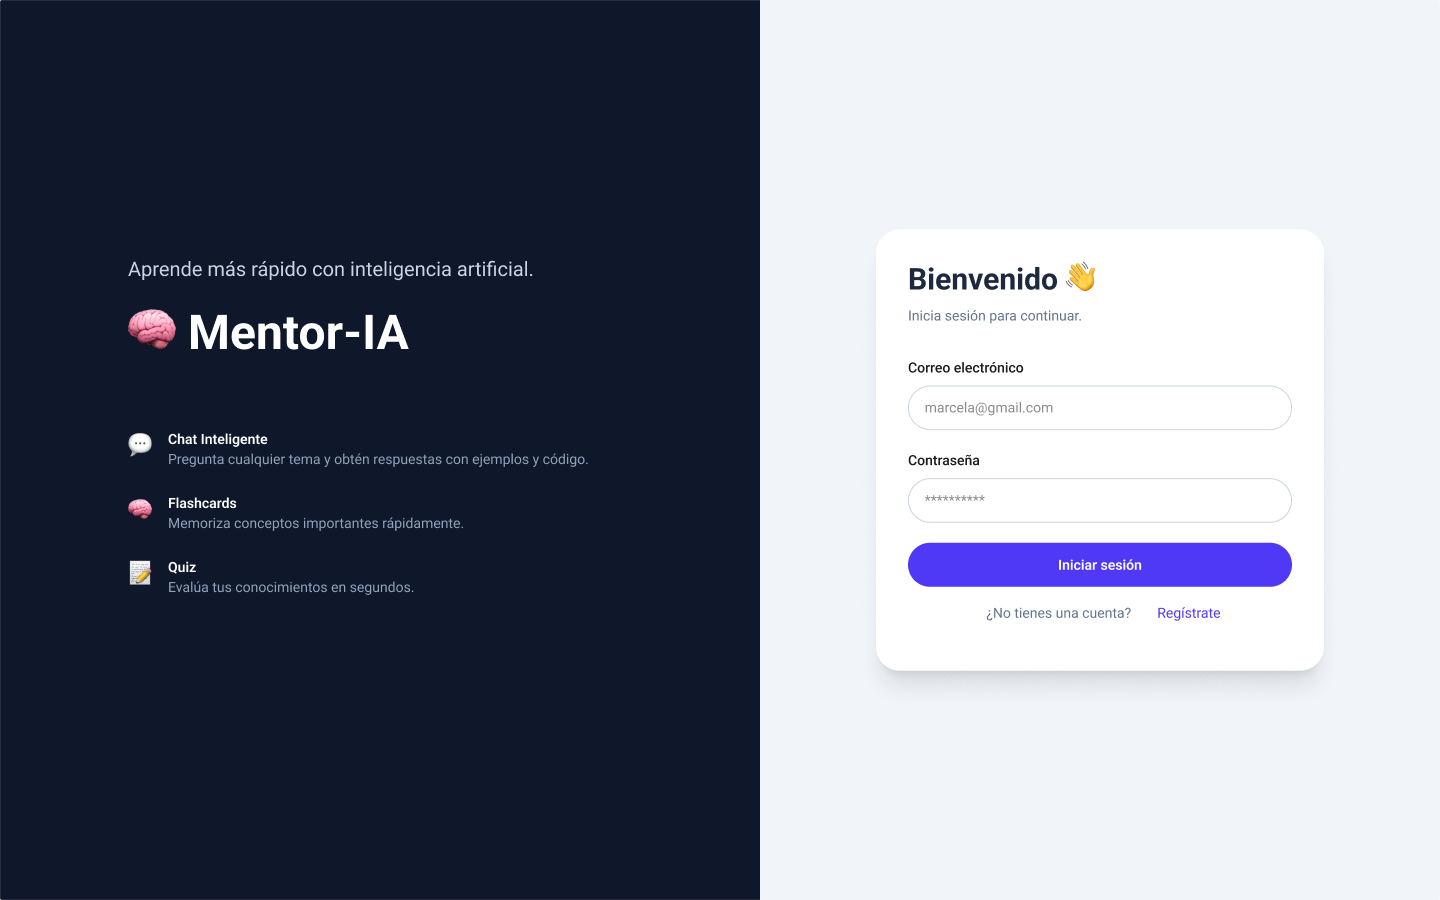 Aprende más rápido con inteligencia artificial.
🧠 Mentor-IA
Chat Inteligente
Pregunta cualquier tema y obtén respuestas con ejemplos y código.
Flashcards
Memoriza conceptos importantes rápidamente.
Quiz
Evalúa tus conocimientos en segundos.
Bienvenido 👋
Inicia sesión para continuar.
Correo electrónico
marcela@gmail.com
Contraseña
**********
Iniciar sesión
¿No tienes una cuenta? Regístrate